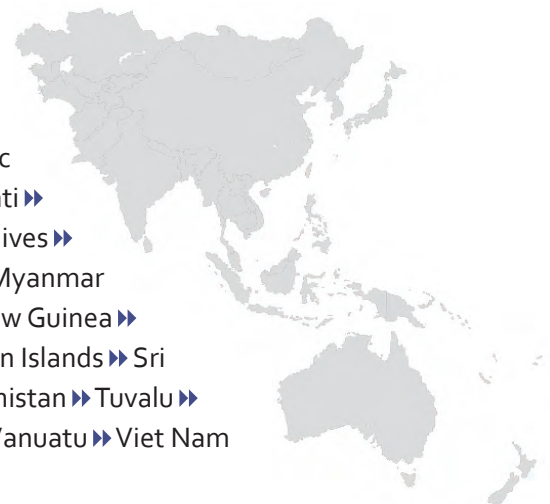 c
ti ▸▸
ives ▸▸
Myanmar
w Guinea ▸▸
n Islands ▸▸ Sri
nistan ▸▸ Tuvalu ▸▸
Vanuatu ▸▸ Viet Nam